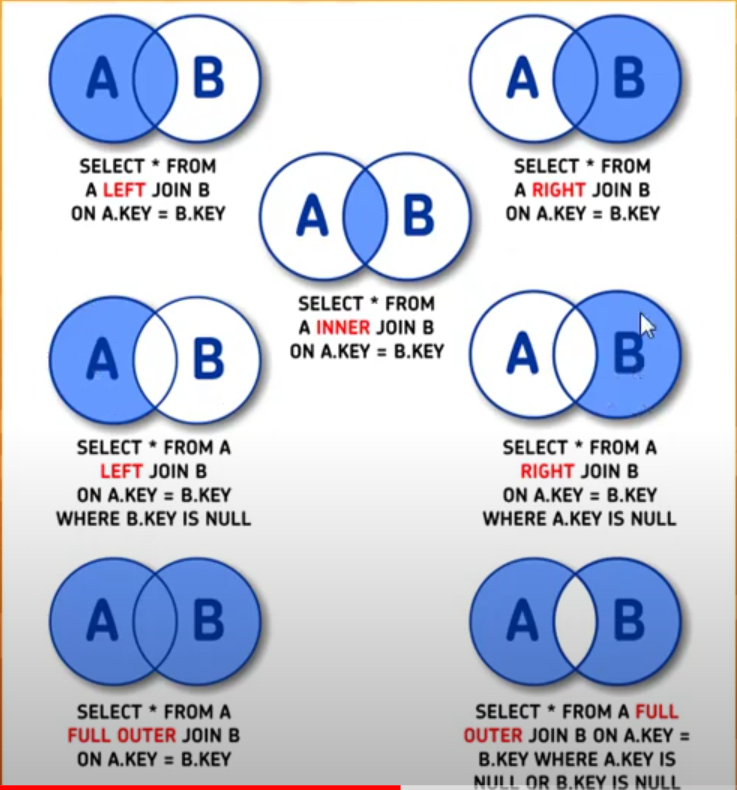 A B
SELECT * FROM
A LEFT JOIN B
ON A.KEY = B.KEY
A B
SELECT * FROM
A RIGHT JOIN B
ON A.KEY = B.KEY
A B
SELECT * FROM
A INNER JOIN B
ON A.KEY = B.KEY
A B
SELECT * FROM A
LEFT JOIN B
ON A.KEY = B.KEY
WHERE B.KEY IS NULL
A B
SELECT * FROM A
RIGHT JOIN B
ON A.KEY = B.KEY
WHERE A.KEY IS NULL
A B
SELECT * FROM A
FULL OUTER JOIN B
ON A.KEY = B.KEY
A B
SELECT * FROM A FULL
OUTER JOIN B ON A.KEY =
B.KEY WHERE A.KEY IS
NULL OR B.KEY IS NULL